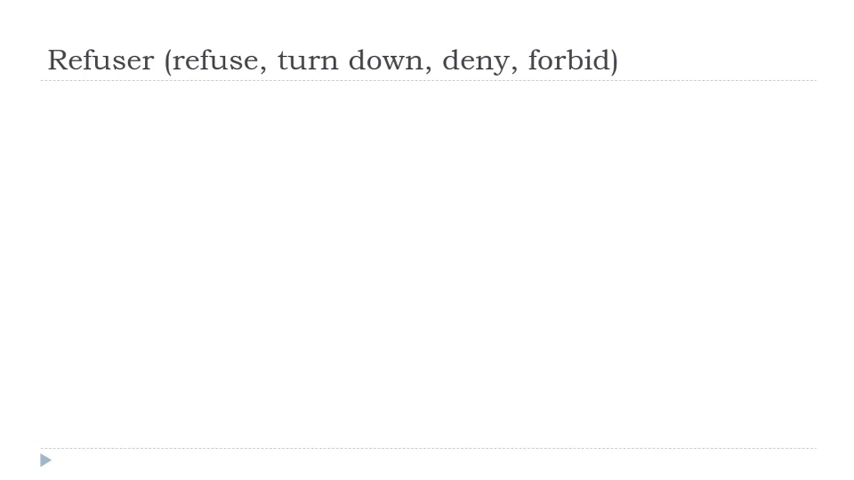 Refuser (refuse, turn down, deny, forbid)